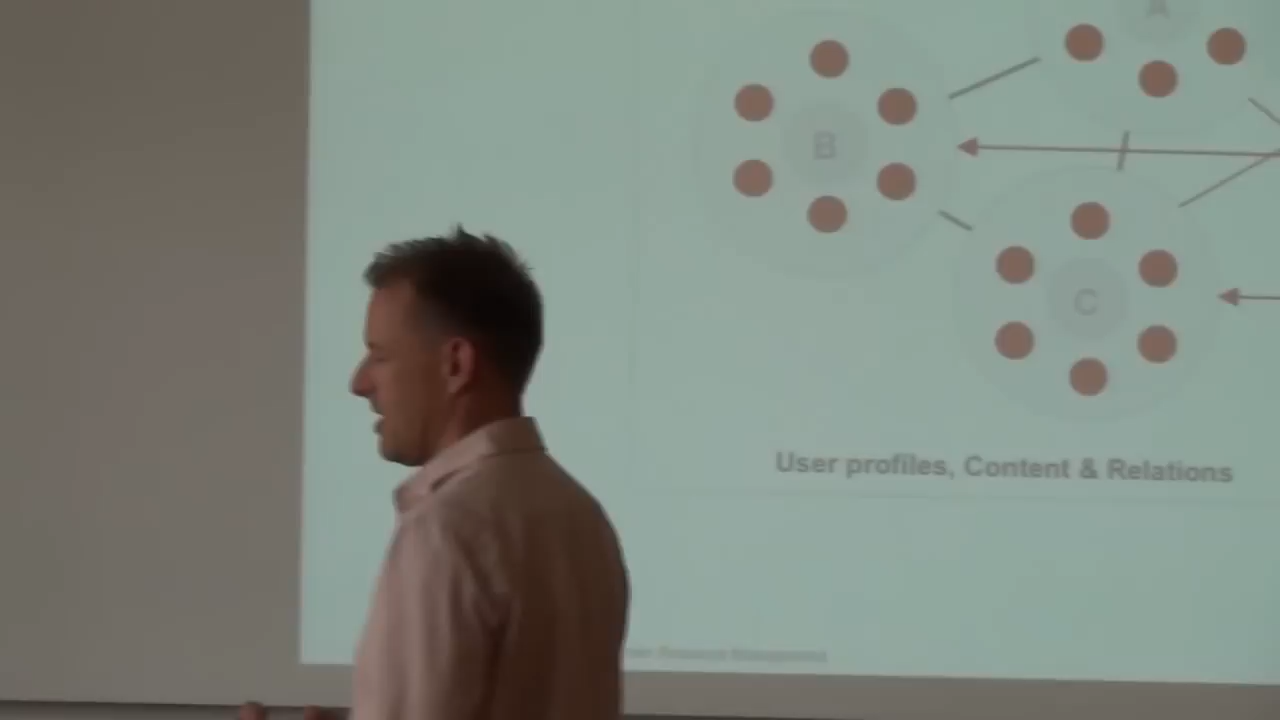 A
B
C
User profiles, Content & Relations